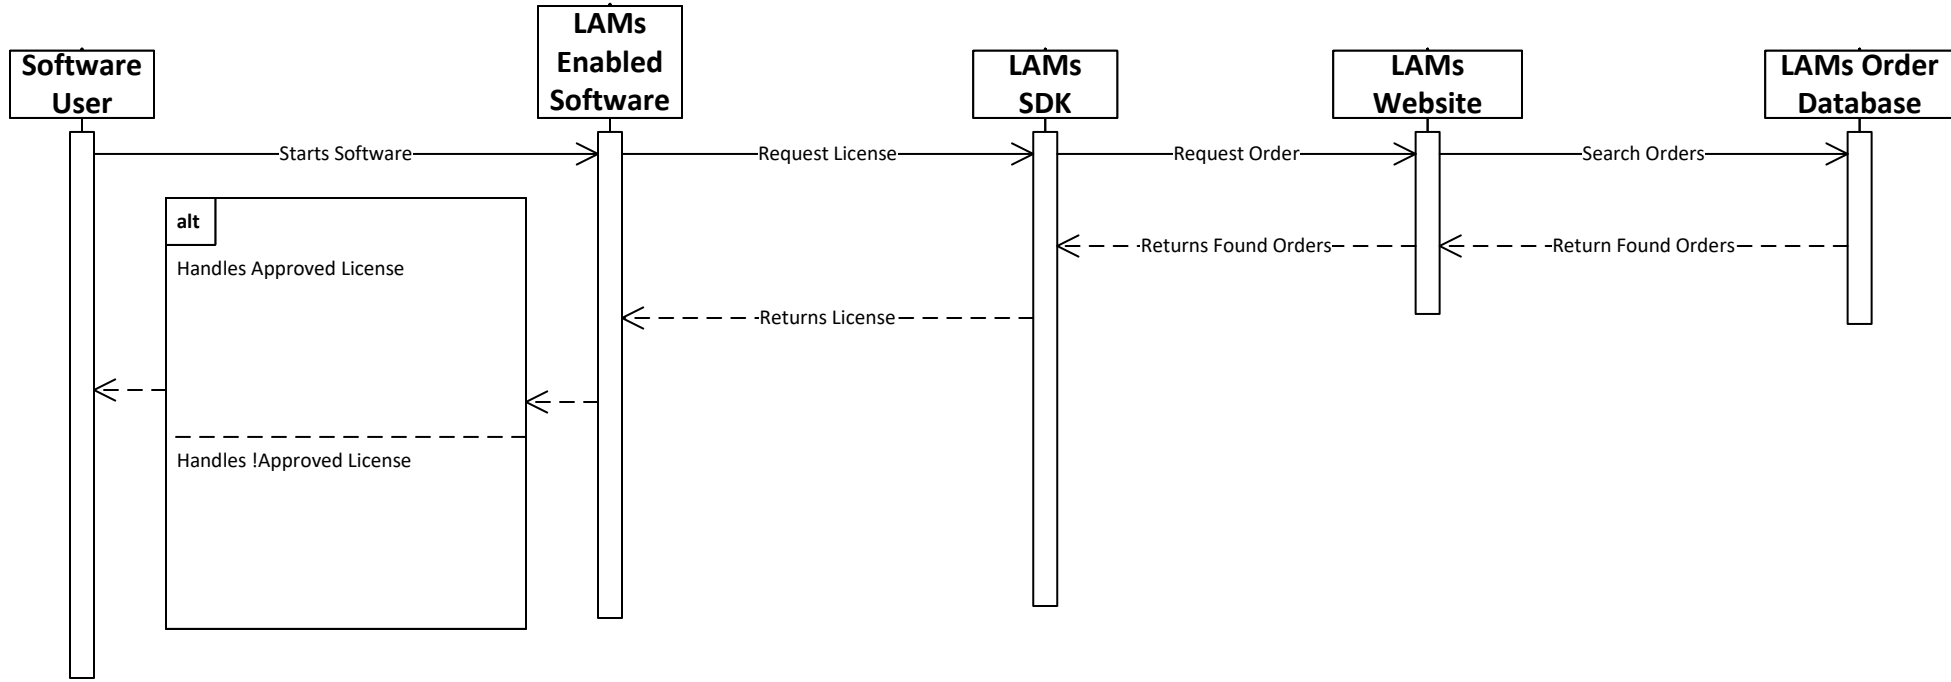 Software
User
LAMs
Enabled
Software
LAMs
SDK
LAMs
Website
LAMs Order
Database
Starts Software
Request License
Request Order
Search Orders
alt
Handles Approved License
Returns Found Orders
Return Found Orders
Returns License
Handles !Approved License